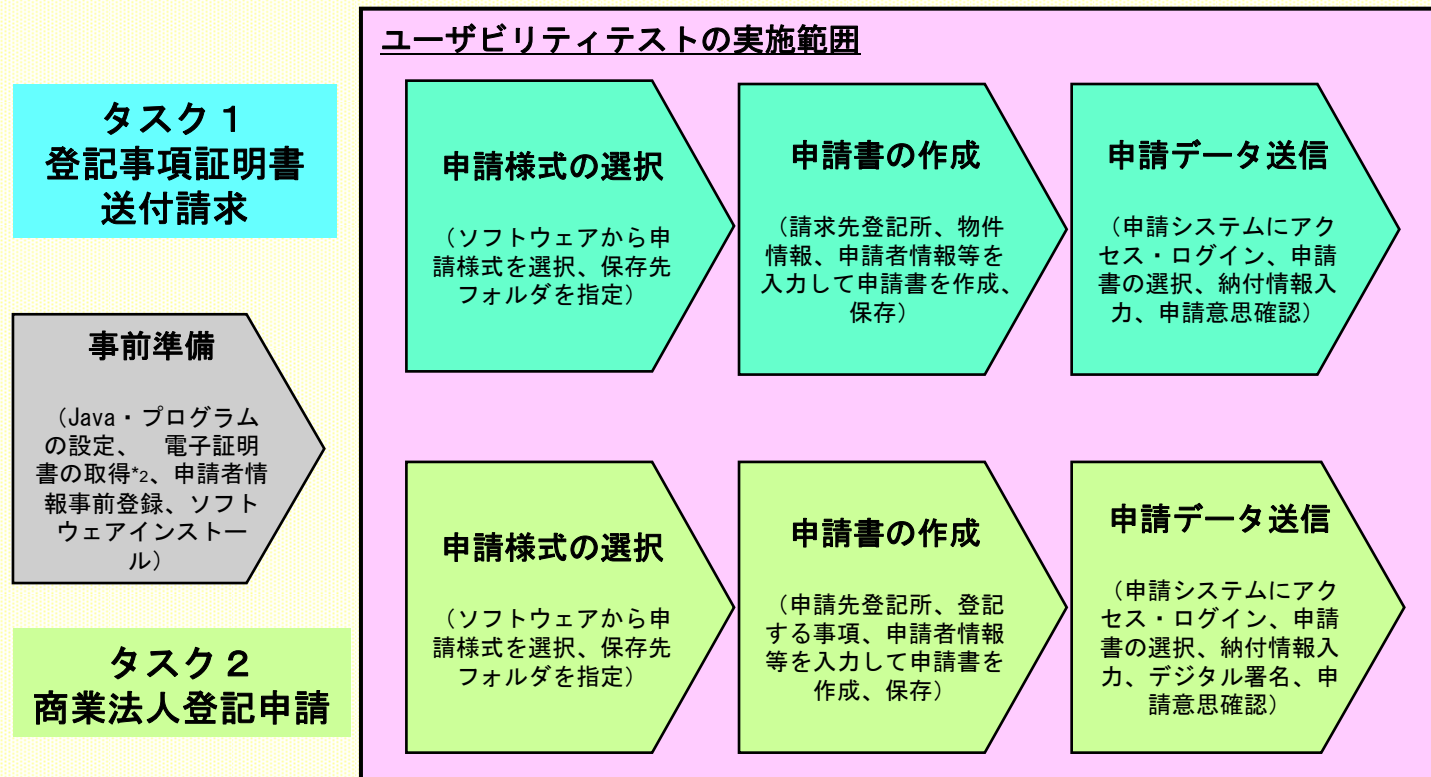 ユーザビリティテストの実施範囲
タスク１
登記事項証明書
送付請求
申請様式の選択
（ソフトウェアから申
請様式を選択、保存先
フォルダを指定）
申請書の作成
（請求先登記所、物件
情報、申請者情報等を
入力して申請書を作成、
保存）
申請データ送信
（申請システムにアク
セス・ログイン、申請
書の選択、納付情報入
力、申請意思確認）
事前準備
（Java・プログラム
の設定、　電子証明
書の取得*2、申請者情
報事前登録、ソフト
ウェアインストー
ル）
タスク２
商業法人登記申請
申請様式の選択
（ソフトウェアから申
請様式を選択、保存先
フォルダを指定）
申請書の作成
（申請先登記所、登記
する事項、申請者情報
等を入力して申請書を
作成、保存）
申請データ送信
（申請システムにアク
セス・ログイン、申請
書の選択、納付情報入
力、デジタル署名、申
請意思確認）